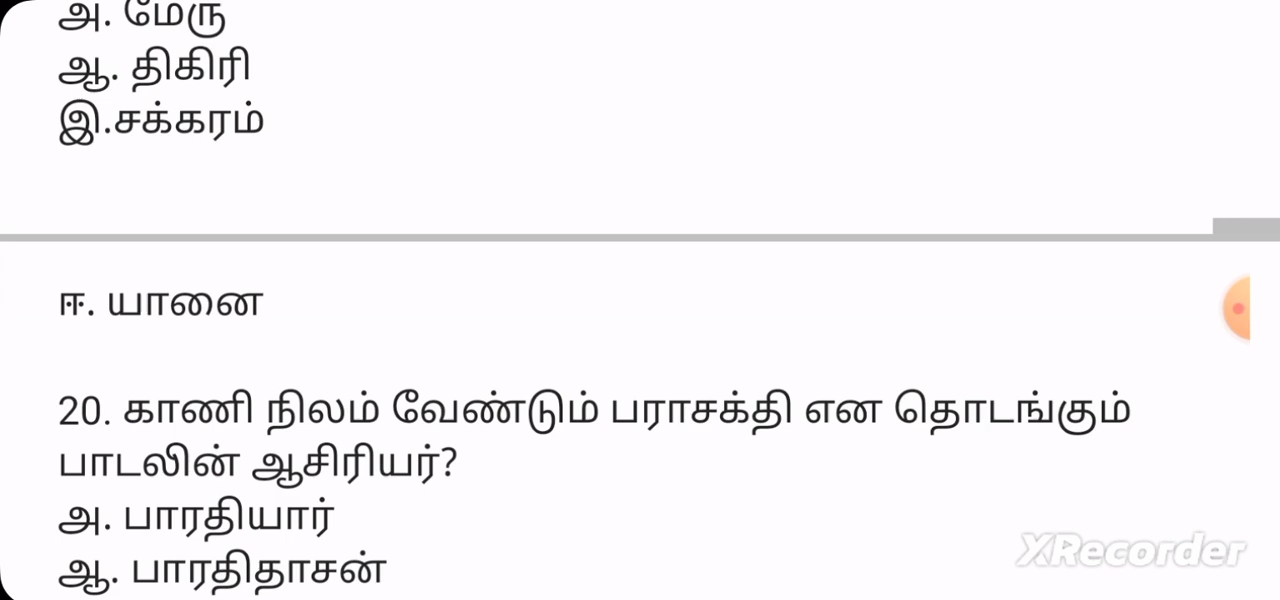 அ. மேரு
ஆ. திகிரி
இ.சக்கரம்
ஈ. யானை
20. காணி நிலம் வேண்டும் பராசக்தி என தொடங்கும்
பாடலின் ஆசிரியர்?
அ. பாரதியார்
ஆ. பாரதிதாசன்
XRecorder